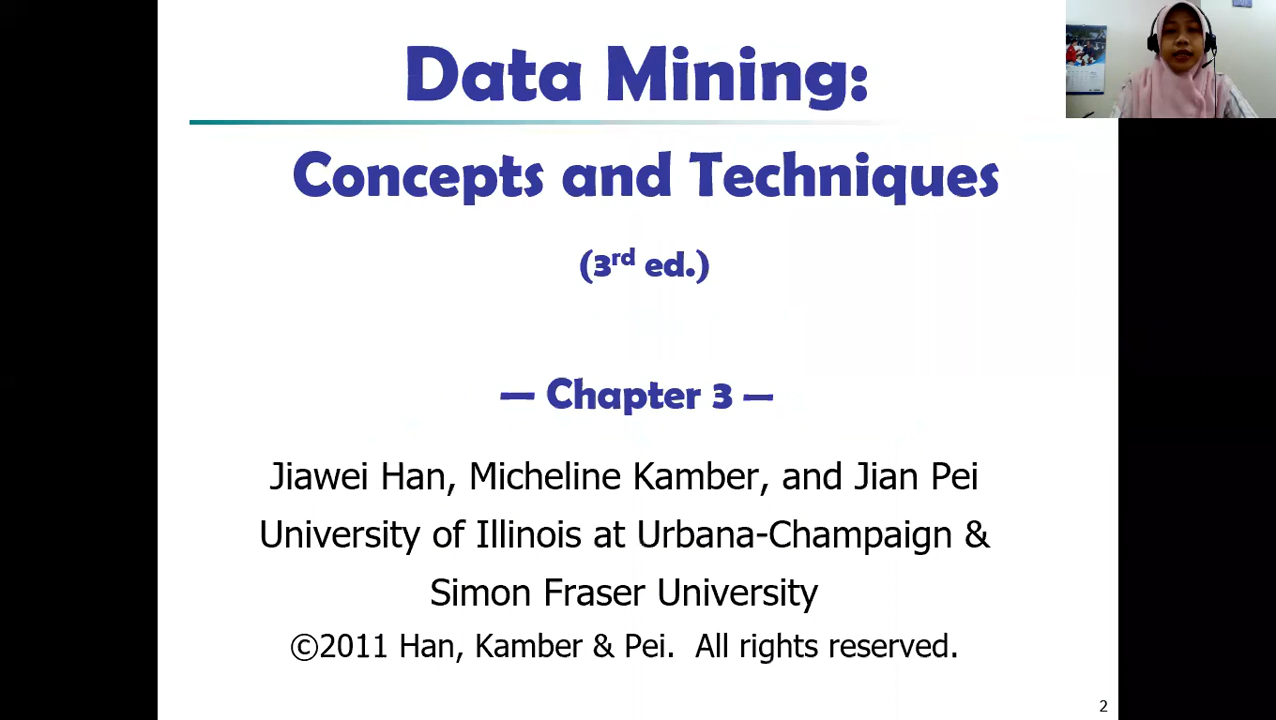 Data Mining:
Concepts and Techniques
(3rd ed.)
— Chapter 3 —
Jiawei Han, Micheline Kamber, and Jian Pei
University of Illinois at Urbana-Champaign &
Simon Fraser University
©2011 Han, Kamber & Pei. All rights reserved.
2